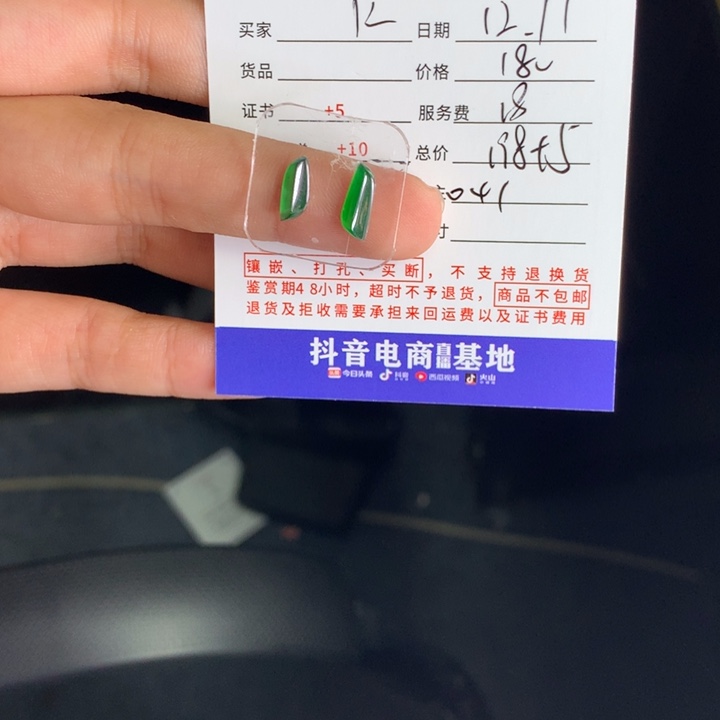 买家 12 日期 12.11
货品 价格 180
证书 +5 服务费 18
+10 总价 198+5
041
镶嵌、打孔、买断,不支持退换货
鉴赏期48小时,超时不予退货,商品不包邮
退货及拒收需要承担来回运费以及证书费用
抖音电商直播基地
今日头条 抖音 西瓜视频 火山